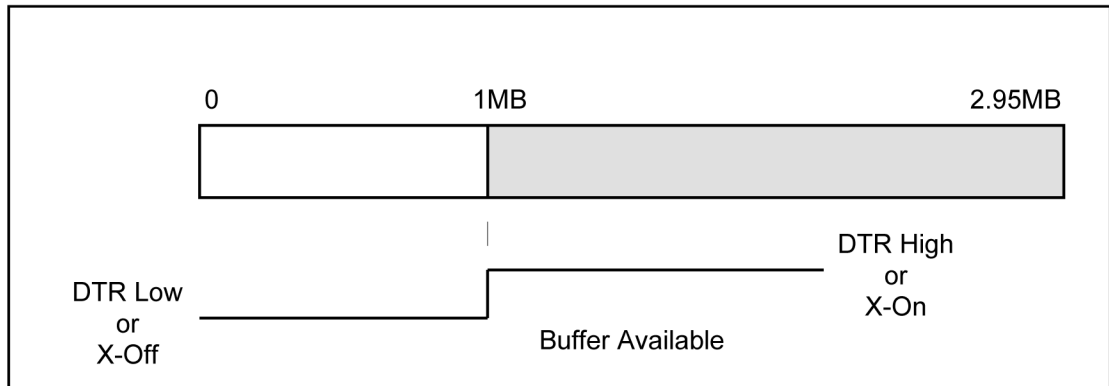 0
1MB
2.95MB
DTR High
or
X-On
DTR Low
or
X-Off
Buffer Available